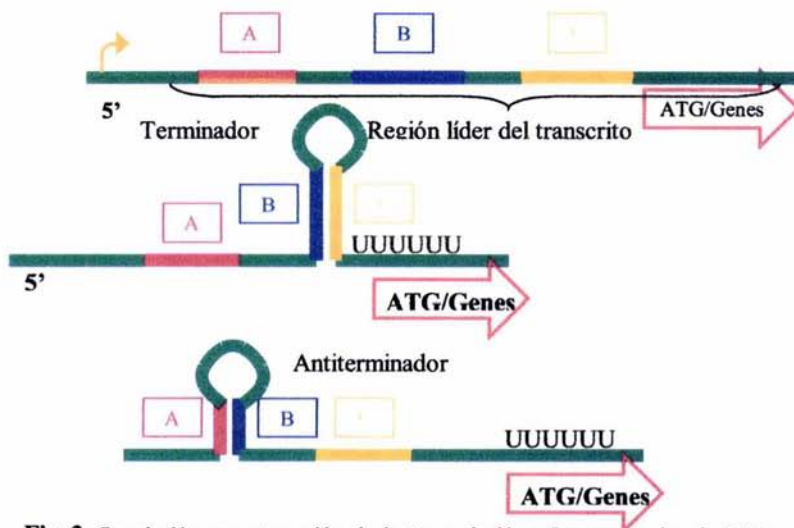 A
B
5'
ATG/Genes
Terminador
Región líder del transcrito
B
A
UUUUUU
5'
ATG/Genes
Antiterminador
A
B
UUUUUU
ATG/Genes